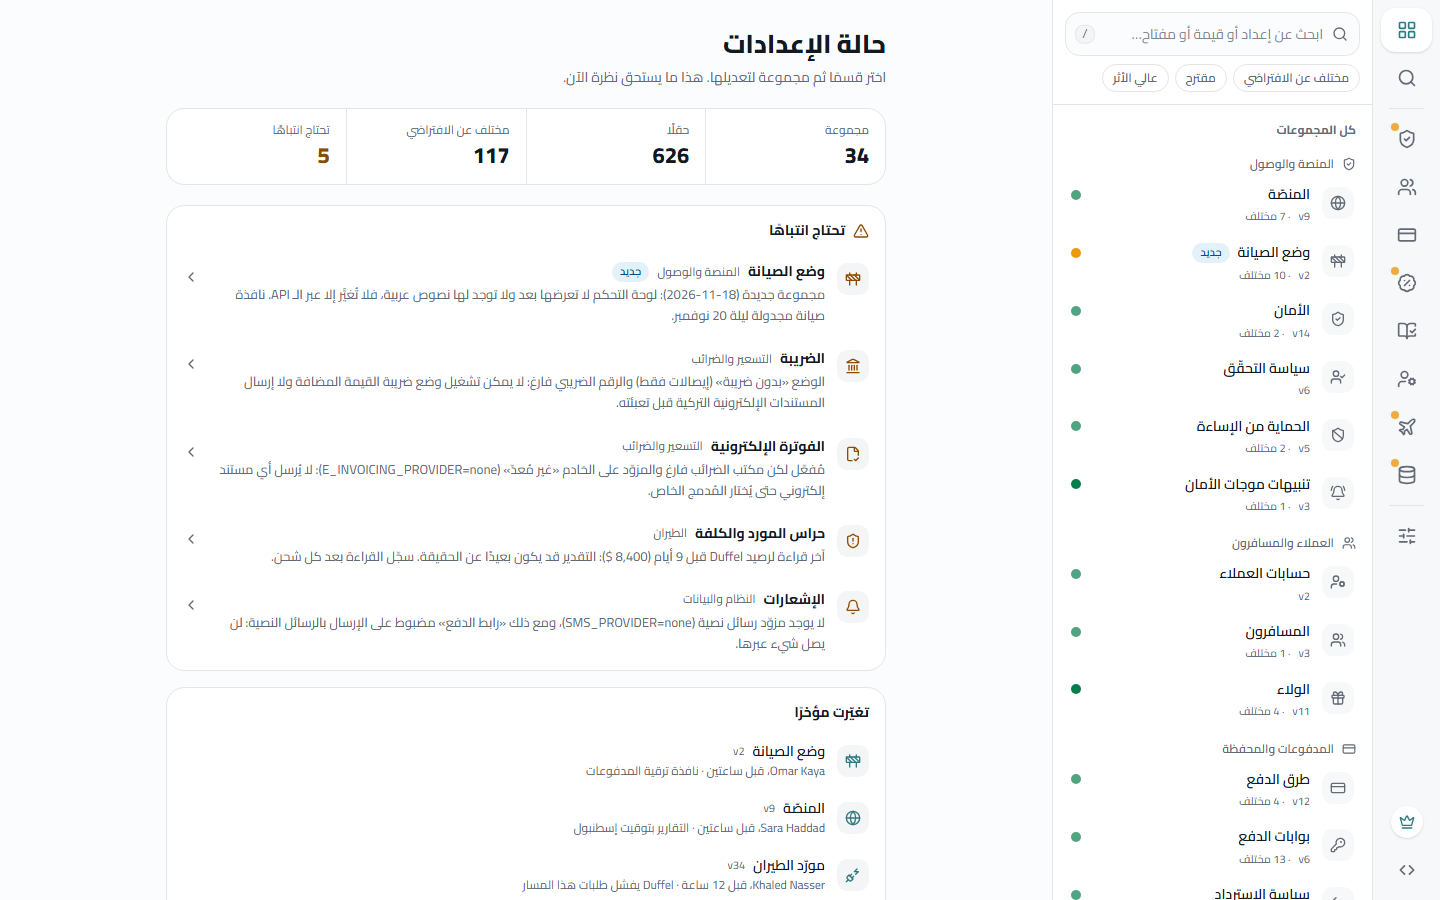 ابحث عن إعداد أو قيمة أو مفتاح...
/
مختلف عن الافتراضي
مقترح
عالي الأثر
كل المجموعات
المنصة والوصول
المنصّة
v9 · 7 مختلف
وضع الصيانة جديد
v2 · 10 مختلف
الأمان
v14 · 2 مختلف
سياسة التحقّق
v6
الحماية من الإساءة
v5 · 2 مختلف
تنبيهات موجات الأمان
v3 · 1 مختلف
العملاء والمسافرون
حسابات العملاء
v2
المسافرون
v3 · 1 مختلف
الولاء
v11 · 4 مختلف
المدفوعات والمحفظة
طرق الدفع
v12 · 4 مختلف
بوابات الدفع
v6 · 13 مختلف
سياسة الاسترداد
حالة الإعدادات
اختر قسمًا ثم مجموعة لتعديلها. هذا ما يستحق نظرة الآن.
مجموعة
34
حقلًا
626
مختلف عن الافتراضي
117
تحتاج انتباهًا
5
تحتاج انتباهًا
وضع الصيانة المنصة والوصول جديد
مجموعة جديدة (18-11-2026): لوحة التحكم لا تعرضها بعد ولا توجد لها نصوص عربية، فلا تُغيَّر إلا عبر الـ API. نافذة
صيانة مجدولة ليلة 20 نوفمبر.
الضريبة التسعير والضرائب
الوضع «بدون ضريبة» (إيصالات فقط) والرقم الضريبي فارغ: لا يمكن تشغيل وضع ضريبة القيمة المضافة ولا إرسال
المستندات الإلكترونية التركية قبل تعبئته.
الفوترة الإلكترونية التسعير والضرائب
مُفعّل لكن مكتب الضرائب فارغ والمزوّد على الخادم «غير مُعدّ» (E_INVOICING_PROVIDER=none): لا يُرسل أي مستند
إلكتروني حتى يُختار المُدمج الخاص.
حراس المورد والكلفة الطيران
آخر قراءة لرصيد Duffel قبل 9 أيام (8,400 $): التقدير قد يكون بعيدًا عن الحقيقة. سجّل القراءة بعد كل شحن.
الإشعارات النظام والبيانات
لا يوجد مزوّد رسائل نصية (SMS_PROVIDER=none)، ومع ذلك «رابط الدفع» مضبوط على الإرسال بالرسائل النصية: لن
يصل شيء عبرها.
تغيّرت مؤخرًا
وضع الصيانة v2
Omar Kaya، قبل ساعتين · نافذة ترقية المدفوعات
المنصّة v9
Sara Haddad، قبل ساعتين · التقارير بتوقيت إسطنبول
مورّد الطيران v34
Khaled Nasser، قبل 12 ساعة · Duffel يفشل طلبات هذا المسار